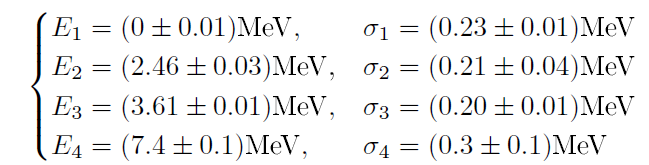 E₁ = (0 ± 0.01)MeV, σ₁ = (0.23 ± 0.01)MeV
E₂ = (2.46 ± 0.03)MeV, σ₂ = (0.21 ± 0.04)MeV
E₃ = (3.61 ± 0.01)MeV, σ₃ = (0.20 ± 0.01)MeV
E₄ = (7.4 ± 0.1)MeV, σ₄ = (0.3 ± 0.1)MeV